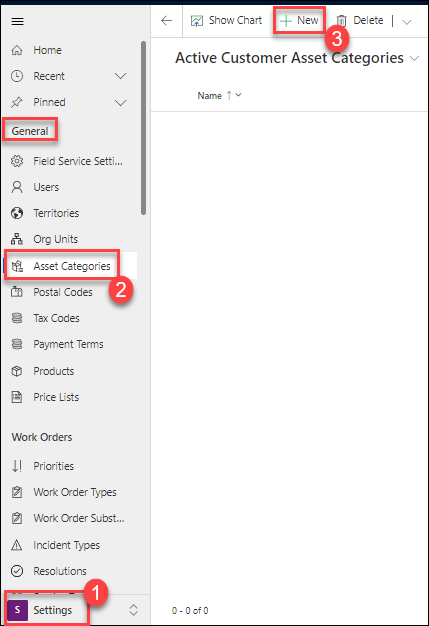 Show Chart
New
Delete
3
Home
Active Customer Asset Categories
Recent
Name
Pinned
General
Field Service Setti...
Users
Territories
Org Units
Asset Categories
2
Postal Codes
Tax Codes
Payment Terms
Products
Price Lists
Work Orders
Priorities
Work Order Types
Work Order Subst...
Incident Types
Resolutions
1
S Settings
0 - 0 of 0